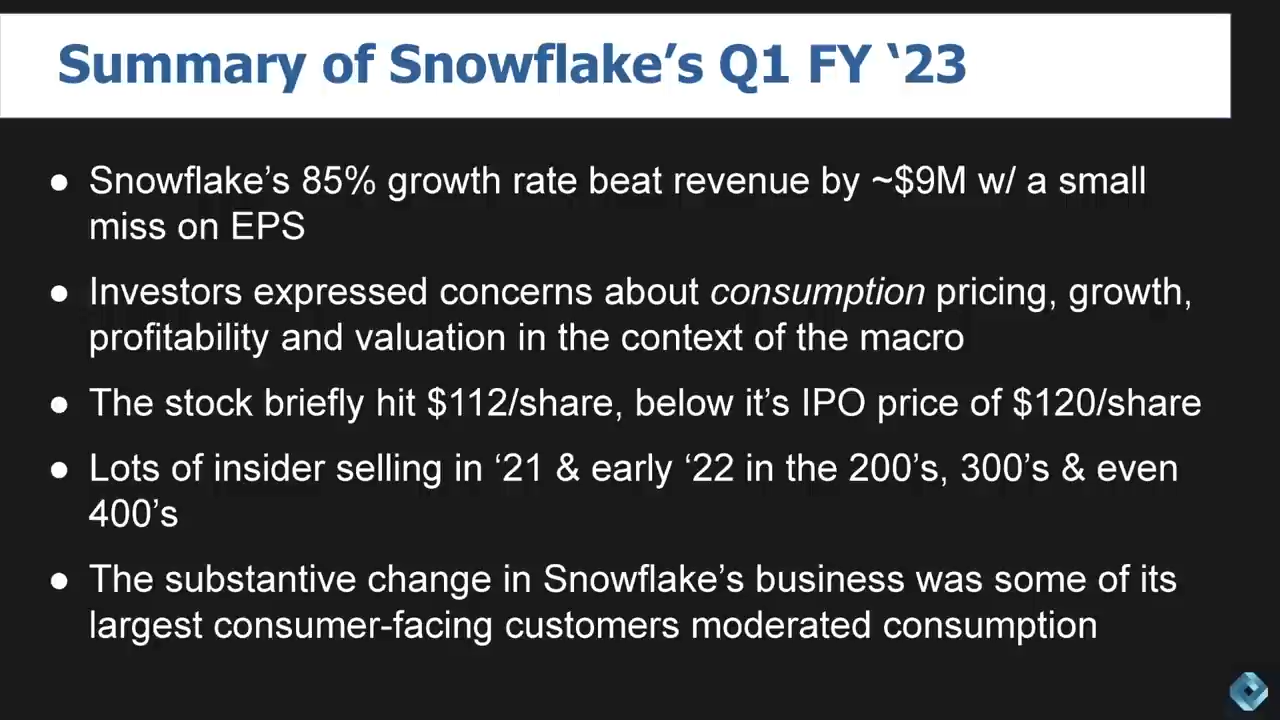 Summary of Snowflake’s Q1 FY ‘23
● Snowflake’s 85% growth rate beat revenue by ~$9M w/ a small
miss on EPS
● Investors expressed concerns about consumption pricing, growth,
profitability and valuation in the context of the macro
● The stock briefly hit $112/share, below it’s IPO price of $120/share
● Lots of insider selling in ‘21 & early ‘22 in the 200’s, 300’s & even
400’s
● The substantive change in Snowflake’s business was some of its
largest consumer-facing customers moderated consumption